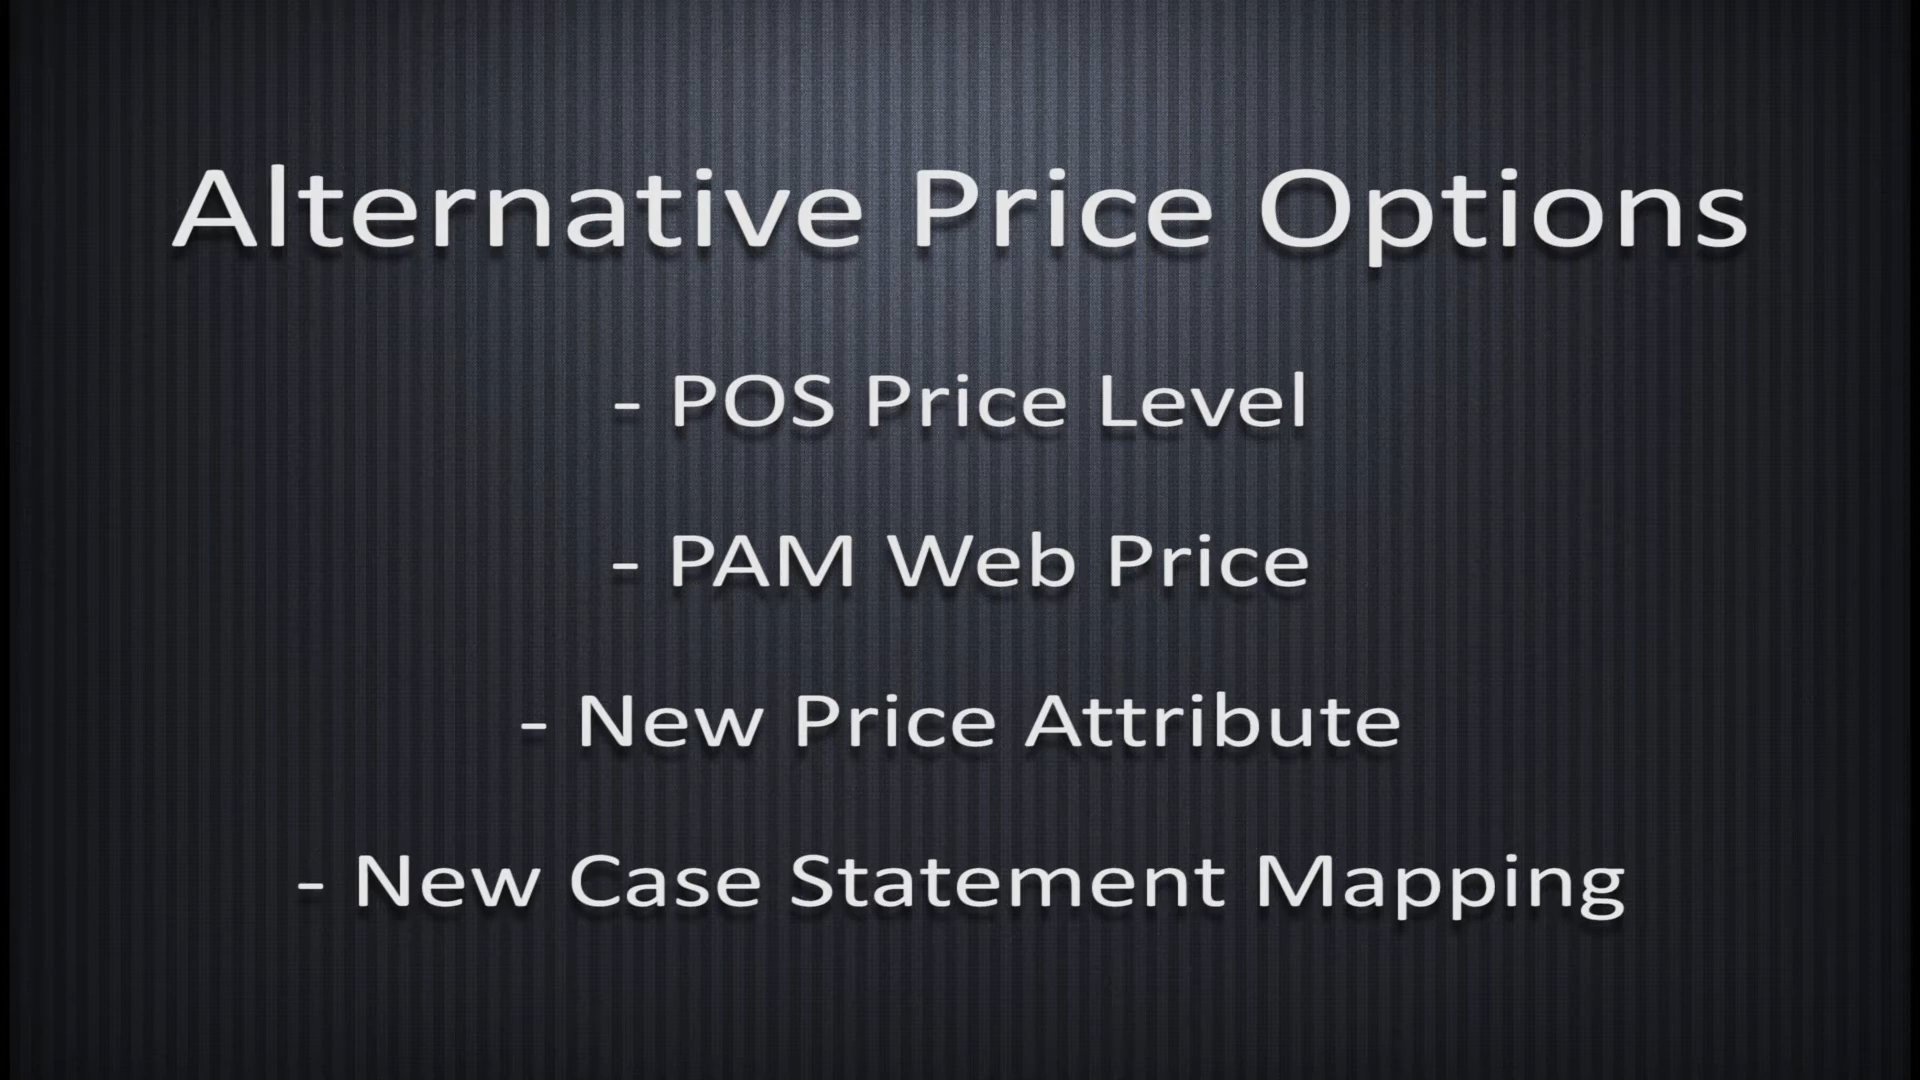 Alternative Price Options
- POS Price Level
- PAM Web Price
- New Price Attribute
- New Case Statement Mapping